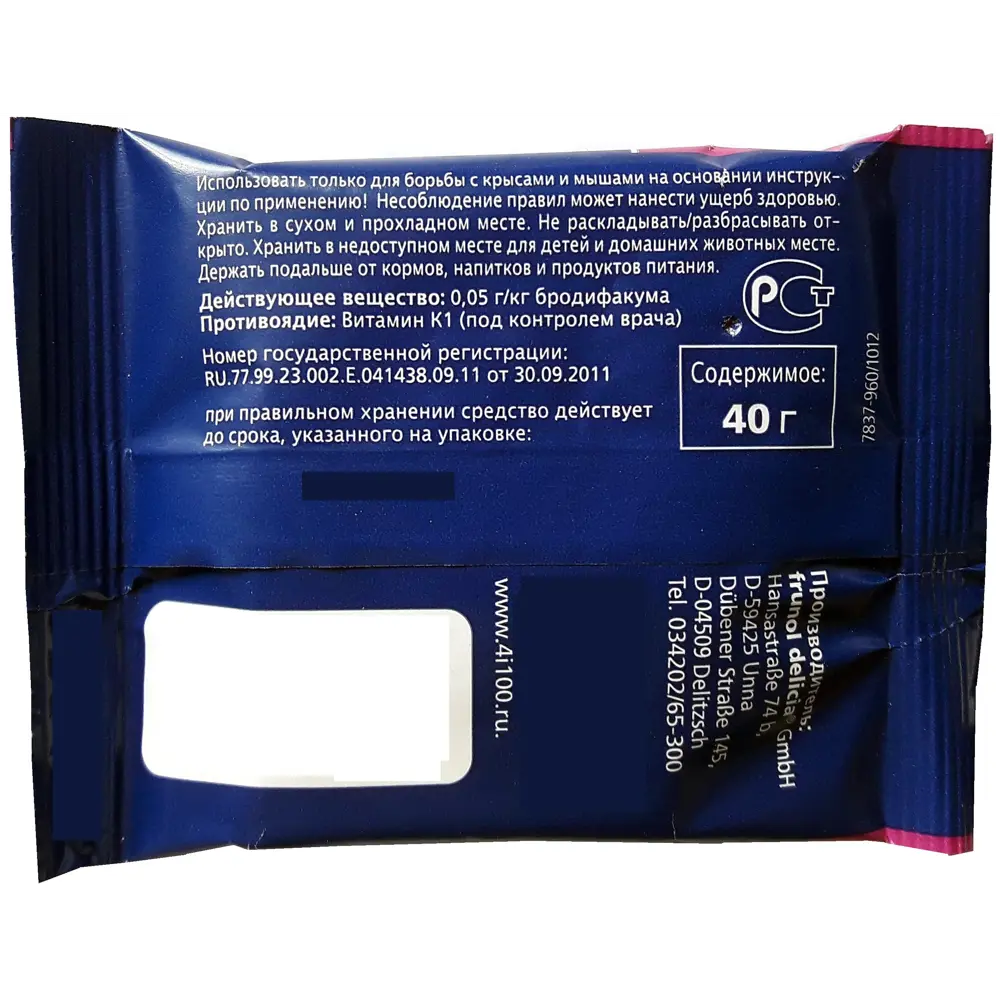 Использовать только для борьбы с крысами и мышами на основании инструк-
ции по применению! Несоблюдение правил может нанести ущерб здоровью.
Хранить в сухом и прохладном месте. Не раскладывать/разбрасывать от-
крыто. Хранить в недоступном месте для детей и домашних животных месте.
Держать подальше от кормов, напитков и продуктов питания.
Действующее вещество: 0,05 г/кг бродифакума
Противоядие: Витамин К1 (под контролем врача)
РСТ
Номер государственной регистрации:
RU.77.99.23.002.Е.041438.09.11 от 30.09.2011
при правильном хранении средство действует
до срока, указанного на упаковке:
Содержимое:
40 г
7837-960/1012
Производитель:
frunol delicia® GmbH
Hansastraße 74 b,
D-59425 Unna
Dübener Straße 145,
D-04509 Delitzsch
Tel. 034202/65-300
www.4i100.ru.